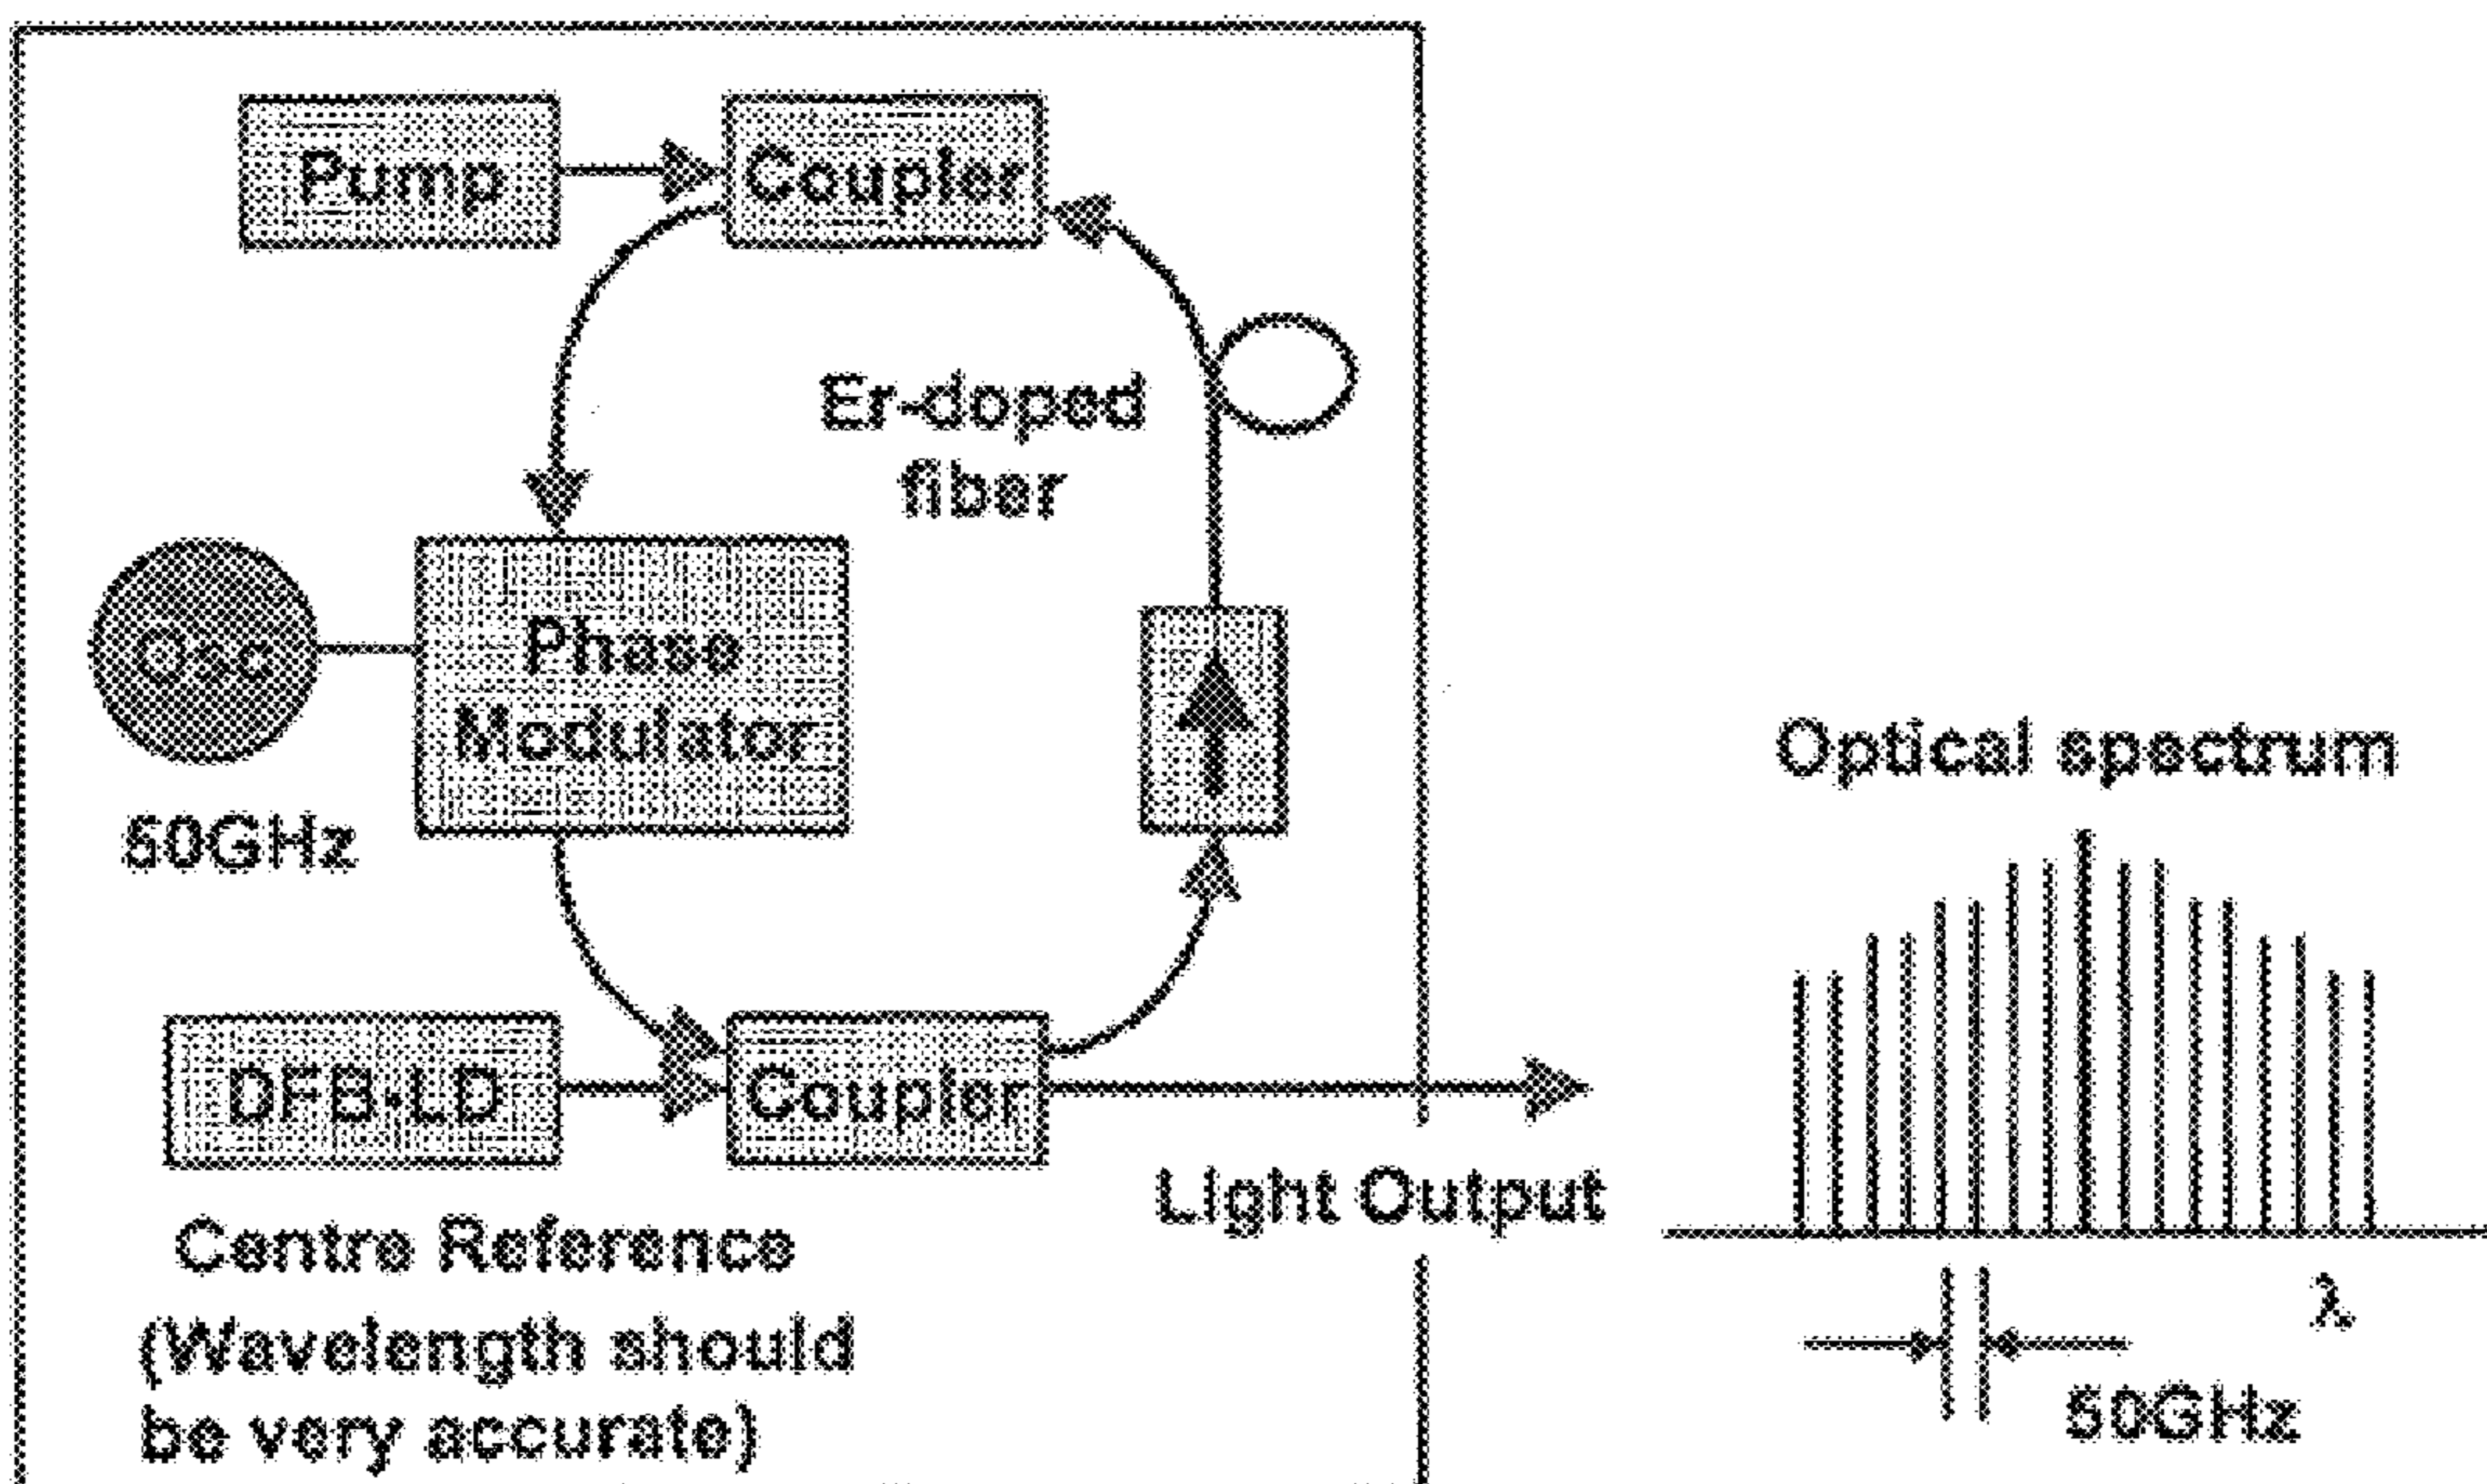 Pump
Coupler
Er-doped
fiber
Osc
Phase
Modulator
50GHz
Optical spectrum
DFB-LD
Coupler
Light Output
Centre Reference
(Wavelength should
be very accurate)
λ
50GHz